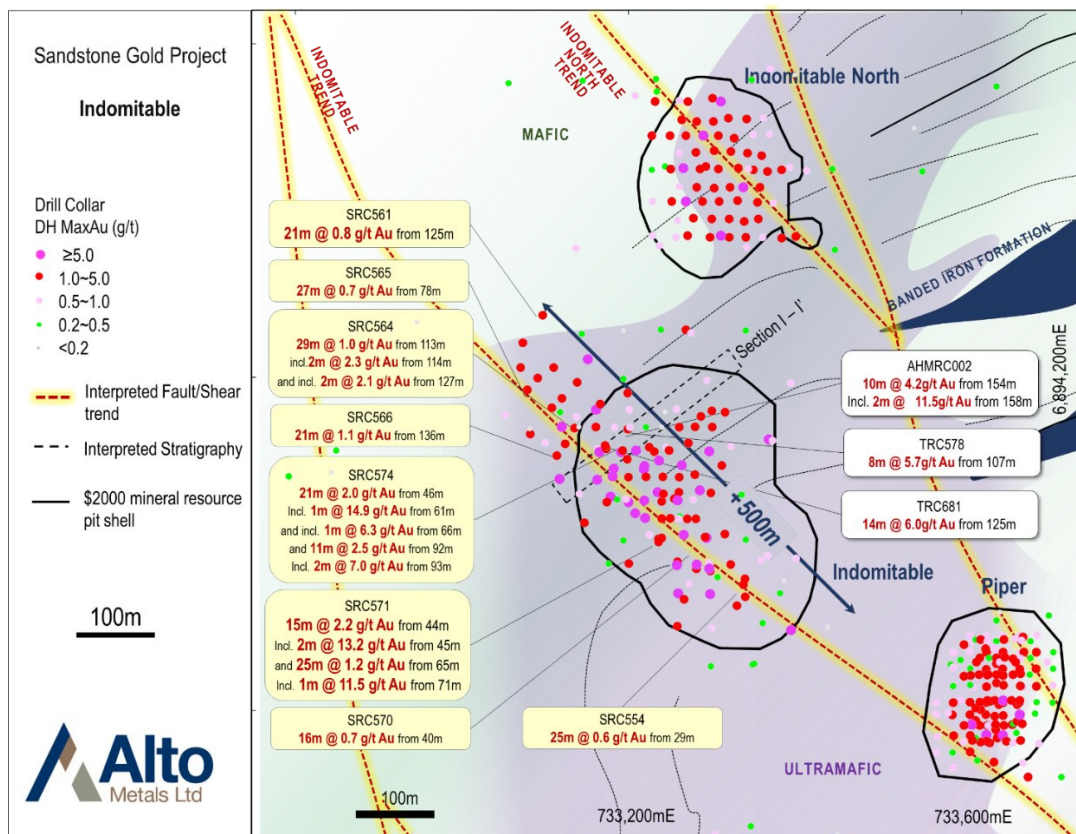 Sandstone Gold Project
Indomitable
Drill Collar
DH MaxAu (g/t)
≥5.0
1.0~5.0
0.5~1.0
0.2~0.5
<0.2
Interpreted Fault/Shear
trend
Interpreted Stratigraphy
$2000 mineral resource
pit shell
100m
Alto
Metals Ltd
INDOMITABLE
TREND
INDOMITABLE
NORTH
TREND
MAFIC
Indomitable North
BANDED IRON FORMATION
6,894,200mE
SRC561
21m @ 0.8 g/t Au from 125m
SRC565
27m @ 0.7 g/t Au from 78m
SRC564
29m @ 1.0 g/t Au from 113m
incl.2m @ 2.3 g/t Au from 114m
and incl. 2m @ 2.1 g/t Au from 127m
SRC566
21m @ 1.1 g/t Au from 136m
SRC574
21m @ 2.0 g/t Au from 46m
Incl. 1m @ 14.9 g/t Au from 61m
and incl. 1m @ 6.3 g/t Au from 66m
and 11m @ 2.5 g/t Au from 92m
Incl. 2m @ 7.0 g/t Au from 93m
SRC571
15m @ 2.2 g/t Au from 44m
Incl. 2m @ 13.2 g/t Au from 45m
and 25m @ 1.2 g/t Au from 65m
Incl. 1m @ 11.5 g/t Au from 71m
SRC570
16m @ 0.7 g/t Au from 40m
SRC554
25m @ 0.6 g/t Au from 29m
Section I – I'
+500m
AHMRC002
10m @ 4.2g/t Au from 154m
Incl. 2m @ 11.5g/t Au from 158m
TRC578
8m @ 5.7g/t Au from 107m
TRC681
14m @ 6.0g/t Au from 125m
Indomitable
Piper
ULTRAMAFIC
100m
733,200mE
733,600mE